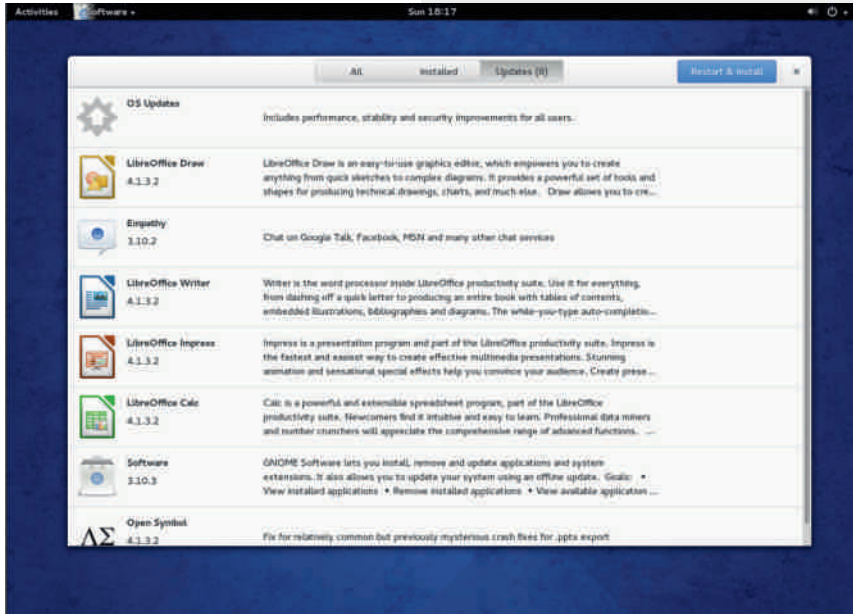 Activities
Software
Sun 18:17
All
Installed
Updates (8)
Restart & Install
OS Updates
Includes performance, stability and security improvements for all users.
LibreOffice Draw
4.1.3.2
LibreOffice Draw is an easy-to-use graphics editor, which empowers you to create
anything from quick sketches to complex diagrams. It provides a powerful set of tools and
shapes for producing technical drawings, charts, and much else. Draw allows you to cre...
Empathy
3.10.2
Chat on Google Talk, Facebook, MSN and many other chat services
LibreOffice Writer
4.1.3.2
Writer is the word processor inside LibreOffice productivity suite. Use it for everything,
from dashing off a quick letter to producing an entire book with tables of contents,
embedded illustrations, bibliographies and diagrams. The while-you-type auto-completio...
LibreOffice Impress
4.1.3.2
Impress is a presentation program and part of the LibreOffice productivity suite. Impress is
the fastest and easiest way to create effective multimedia presentations. Stunning
animation and sensational special effects help you convince your audience. Create prese...
LibreOffice Calc
4.1.3.2
Calc is a powerful and extensible spreadsheet program, part of the LibreOffice
productivity suite. Newcomers find it intuitive and easy to learn. Professional data miners
and number crunchers will appreciate the comprehensive range of advanced functions. ...
Software
3.10.3
GNOME Software lets you install, remove and update applications and system
extensions. It also allows you to update your system using an offline update. Goals: •
View installed applications • Remove installed applications • View available application ...
ΛΣ
Open Symbol
4.1.3.2
Fix for relatively common but previously mysterious crash fixes for .pptx export